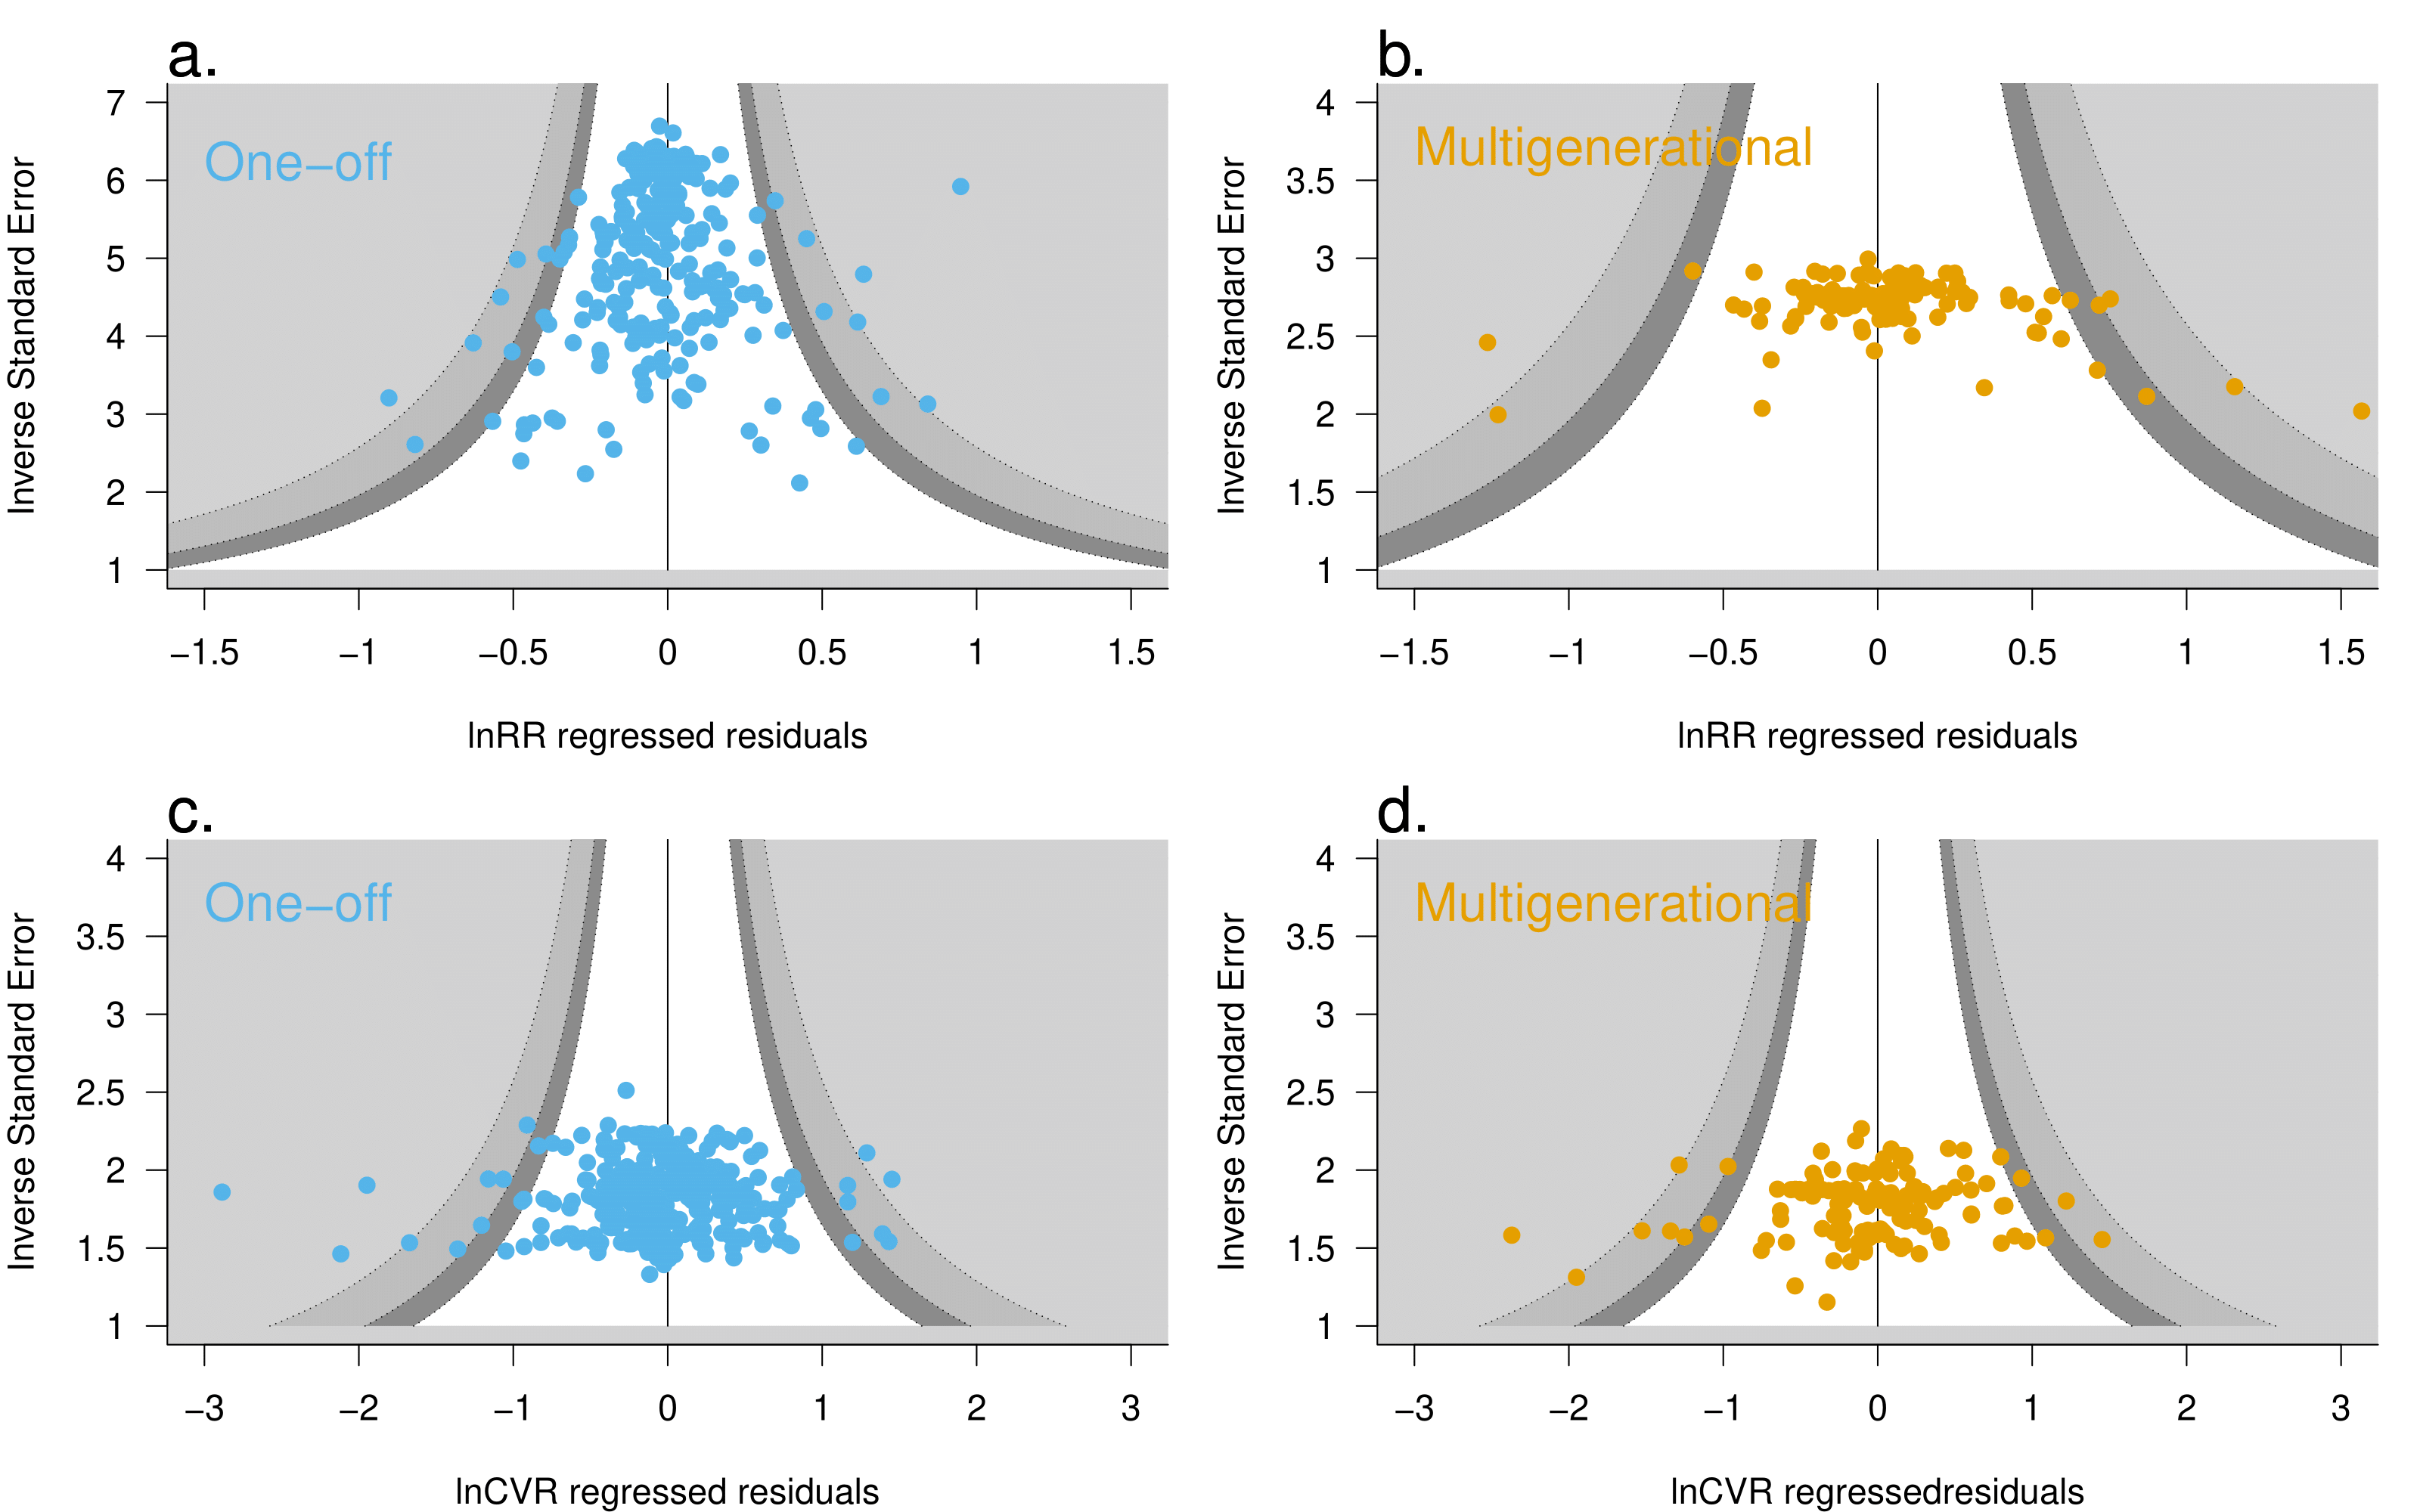 a.
One−off
Inverse Standard Error
7
6
5
4
3
2
1
−1.5 −1 −0.5 0 0.5 1 1.5
lnRR regressed residuals
b.
Multigenerational
Inverse Standard Error
4
3.5
3
2.5
2
1.5
1
−1.5 −1 −0.5 0 0.5 1 1.5
lnRR regressed residuals
c.
One−off
Inverse Standard Error
4
3.5
3
2.5
2
1.5
1
−3 −2 −1 0 1 2 3
lnCVR regressed residuals
d.
Multigenerational
Inverse Standard Error
4
3.5
3
2.5
2
1.5
1
−3 −2 −1 0 1 2 3
lnCVR regressedresiduals